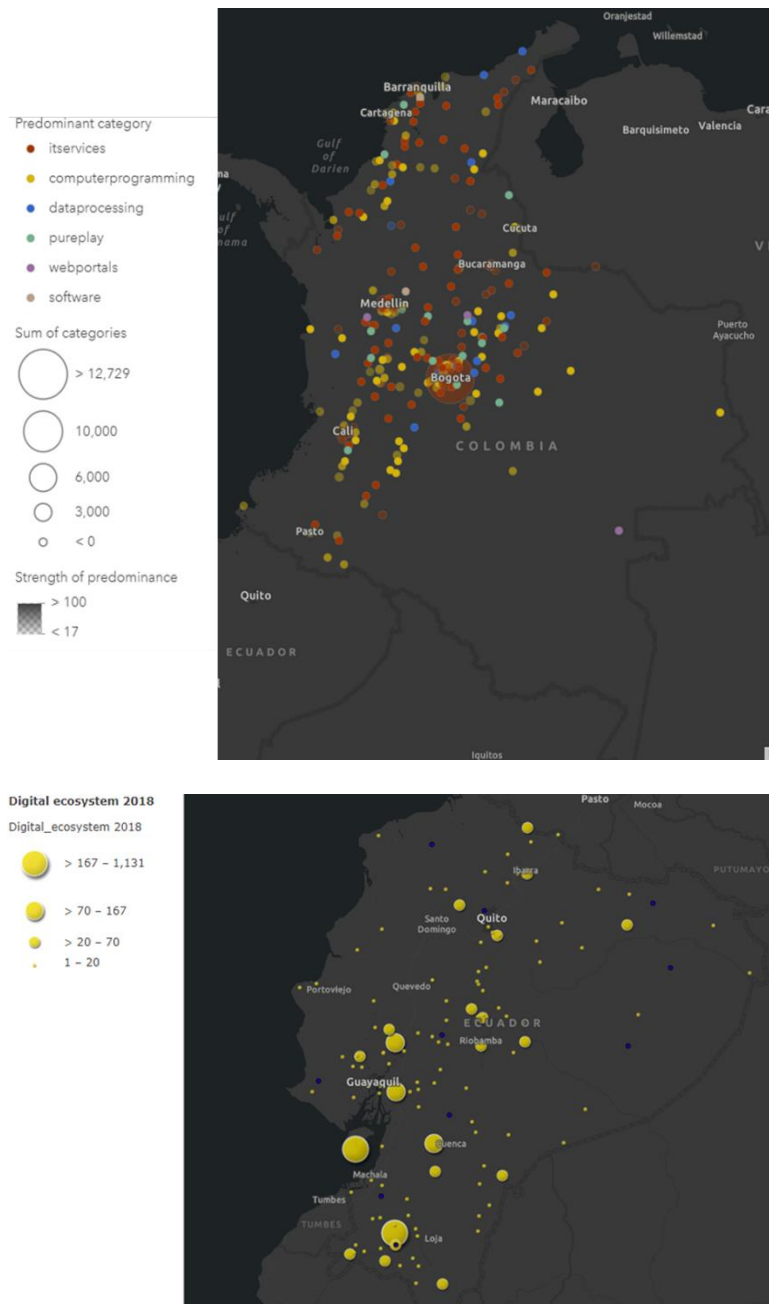 Predominant category
itservices
computerprogramming
dataprocessing
pureplay
webportals
software
Sum of categories
> 12,729
10,000
6,000
3,000
< 0
Strength of predominance
> 100
< 17
Oranjestad
Willemstad
Barranquilla
Cartagena
Maracaibo
Barquisimeto
Valencia
Cara
Gulf
of
Darien
ulf
of
nama
Cucuta
Bucaramanga
V
Medellin
Puerto
Ayacucho
Bogota
Cali
COLOMBIA
Pasto
Quito
ECUADOR
Iquitos
Digital ecosystem 2018
Digital_ecosystem 2018
> 167 – 1,131
> 70 – 167
> 20 – 70
1 – 20
Pasto
Mocoa
PUTUMAYO
Ibarra
Santo
Domingo
Quito
Portoviejo
Quevedo
ECUADOR
Riobamba
Guayaquil
Cuenca
Machala
Tumbes
TUMBES
Loja